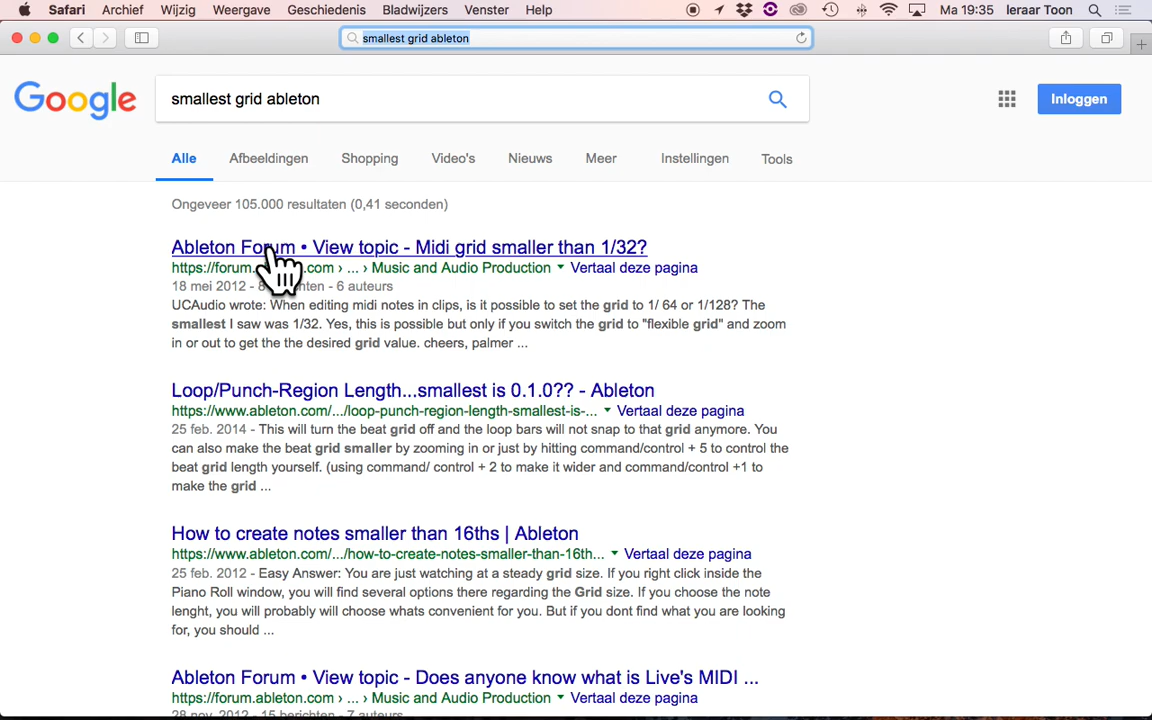 Safari Archief Wijzig Weergave Geschiedenis Bladwijzers Venster Help Ma 19:35 leraar Toon
smallest grid ableton
Google
smallest grid ableton
Inloggen
Alle Afbeeldingen Shopping Video's Nieuws Meer Instellingen Tools
Ongeveer 105.000 resultaten (0,41 seconden)
Ableton Forum • View topic - Midi grid smaller than 1/32?
https://forum. .com › ... › Music and Audio Production Vertaal deze pagina
18 mei 2012 - 6 auteurs
UCAudio wrote: When editing midi notes in clips, is it possible to set the grid to 1/ 64 or 1/128? The
smallest I saw was 1/32. Yes, this is possible but only if you switch the grid to "flexible grid" and zoom
in or out to get the the desired grid value. cheers, palmer ...
Loop/Punch-Region Length...smallest is 0.1.0?? - Ableton
https://www.ableton.com/.../loop-punch-region-length-smallest-is-... Vertaal deze pagina
25 feb. 2014 - This will turn the beat grid off and the loop bars will not snap to that grid anymore. You
can also make the beat grid smaller by zooming in or just by hitting command/control + 5 to control the
beat grid length yourself. (using command/ control + 2 to make it wider and command/control +1 to
make the grid ...
How to create notes smaller than 16ths | Ableton
https://www.ableton.com/.../how-to-create-notes-smaller-than-16th... Vertaal deze pagina
25 feb. 2012 - Easy Answer: You are just watching at a steady grid size. If you right click inside the
Piano Roll window, you will find several options there regarding the Grid size. If you choose the note
lenght, you will probably will choose whats convenient for you. But if you dont find what you are looking
for, you should ...
Ableton Forum • View topic - Does anyone know what is Live's MIDI ...
https://forum.ableton.com › ... › Music and Audio Production Vertaal deze pagina
28 nov. 2012 - 15 berichten - 7 auteurs